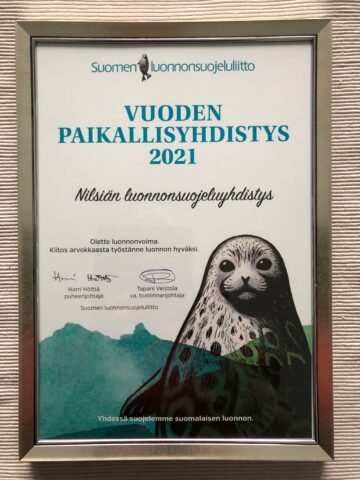 Suomen luonnonsuojeluliitto
VUODEN
PAIKALLISYHDISTYS
2021
Nilsiän luonnonsuojeluyhdistys
Olette luonnonvoima.
Kiitos arvokkaasta työstänne luonnon hyväksi.
Harri Hölttä
puheenjohtaja
Tapani Veistola
va. toiminnanjohtaja
Suomen luonnonsuojeluliitto
Yhdessä suojelemme suomalaisen luonnon.